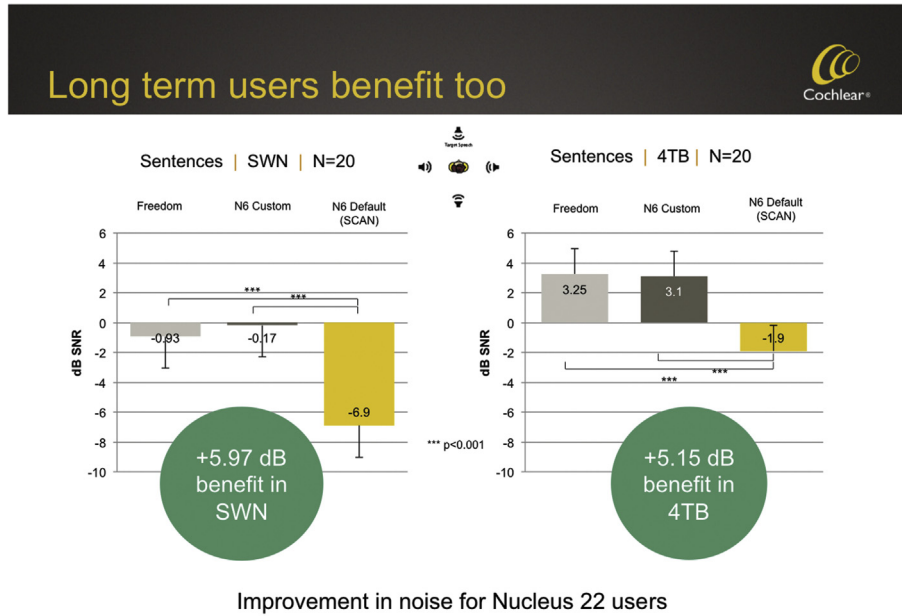 Long term users benefit too
Cochlear®
Target Speech
Sentences | SWN | N=20
Sentences | 4TB | N=20
Freedom
N6 Custom
N6 Default
(SCAN)
dB SNR
6
4
2
0
-2
-4
-6
-8
-10
***
***
-0.93
-0.17
-6.9
+5.97 dB
benefit in
SWN
*** p<0.001
Freedom
N6 Custom
N6 Default
(SCAN)
dB SNR
6
4
2
0
-2
-4
-6
-8
-10
3.25
3.1
-1.9
***
***
+5.15 dB
benefit in
4TB
Improvement in noise for Nucleus 22 users